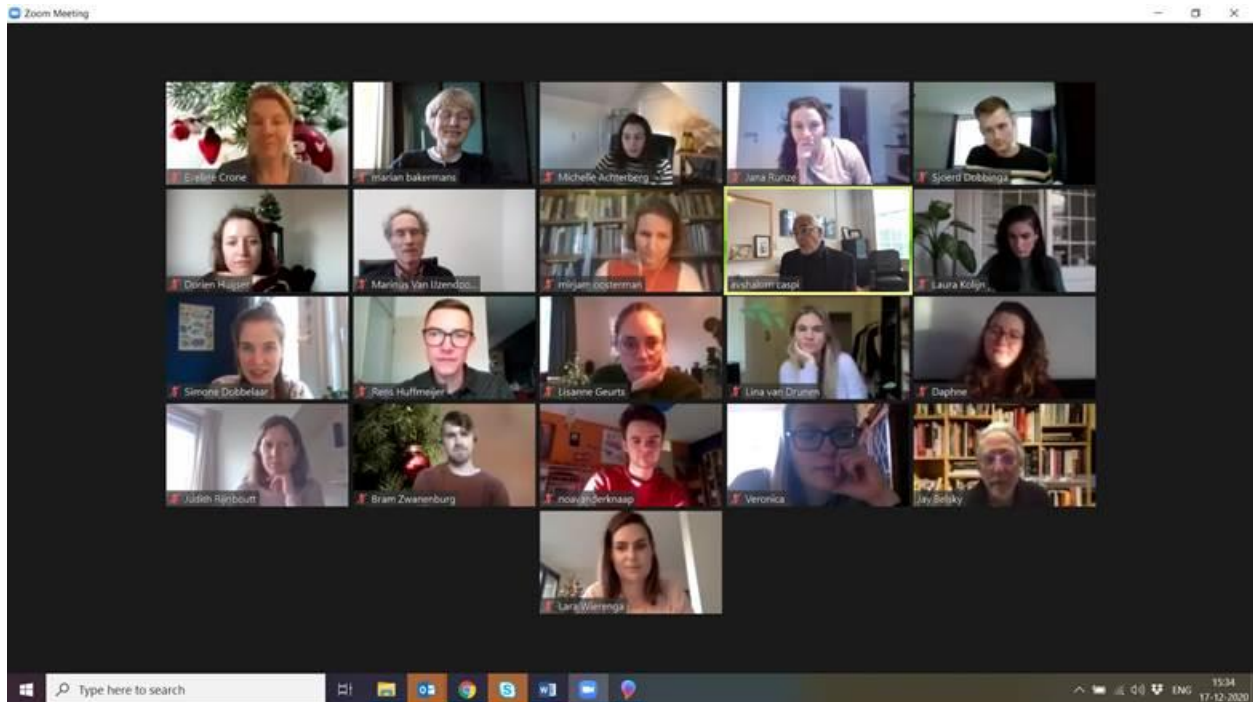 Zoom Meeting
Eveline Crone
marian bakermans
Michelle Achterberg
Jana Runze
Sjoerd Dobbinga
Dorien Huijser
Marinus Van IJzendoo...
mirjam oosterman
avshalom caspi
Laura Kolijn
Simone Dobbelaar
Rens Huffmeijer
Lisanne Geurts
Lina van Drunen
Daphne
Judith Rijnboutt
Bram Zwanenburg
noavanderknaap
Veronica
Jay Belsky
Lara Wierenga
Type here to search
ENG
15:34
17-12-2020